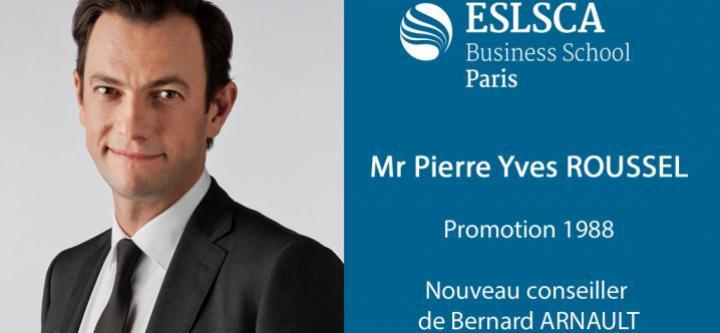 ESLSCA
Business School
Paris
Mr Pierre Yves ROUSSEL
Promotion 1988
Nouveau conseiller
de Bernard ARNAULT